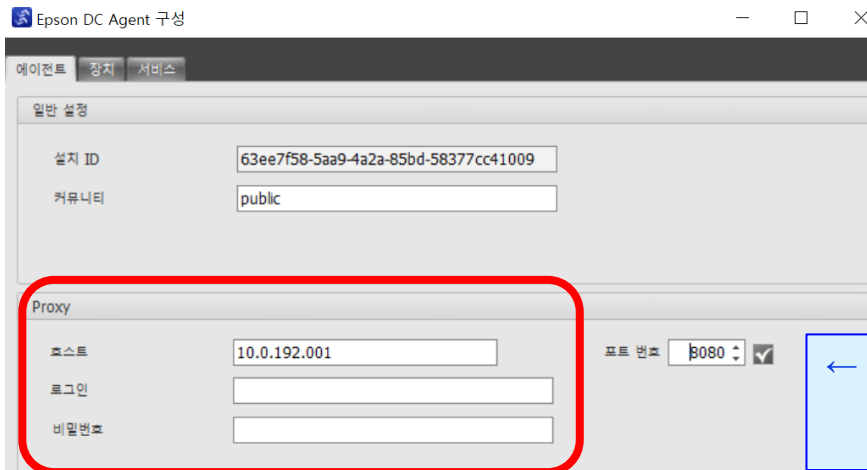 Epson DC Agent 구성
에이전트 장치 서비스
일반 설정
설치 ID 63ee7f58-5aa9-4a2a-85bd-58377cc41009
커뮤니티 public
Proxy
호스트 10.0.192.001 포트 번호 8080
로그인
비밀번호
←